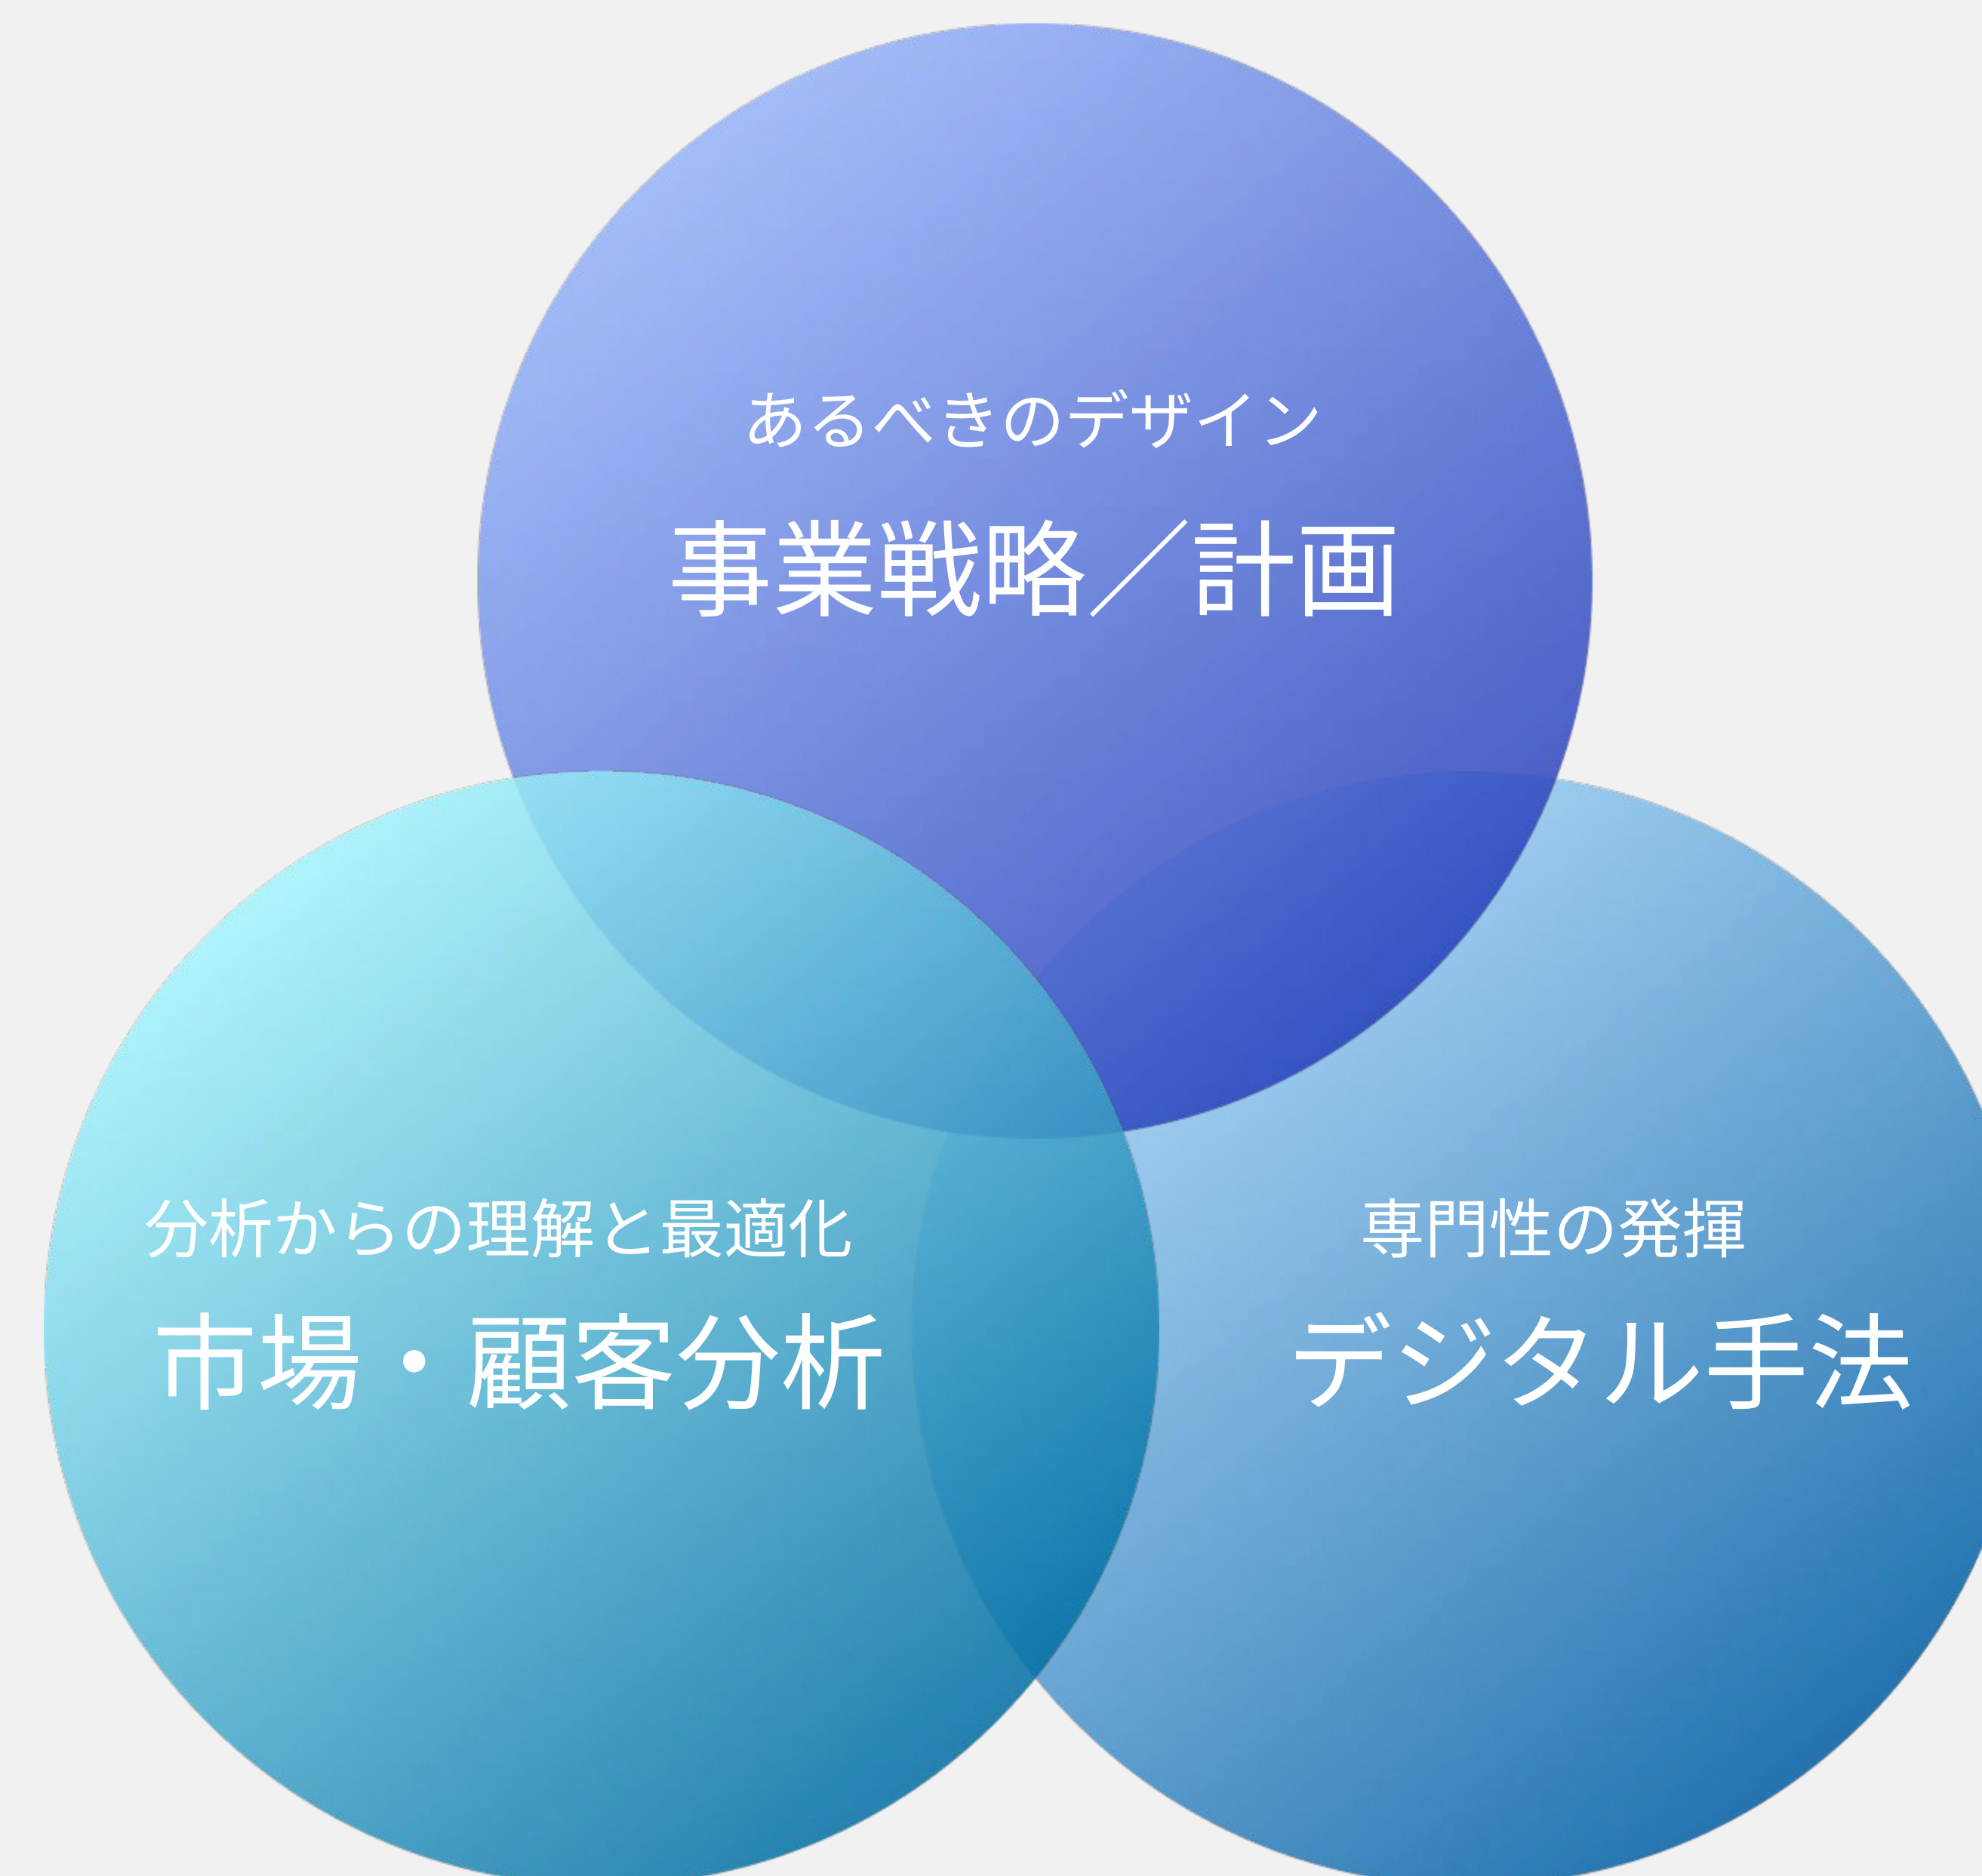 あるべきのデザイン
事業戦略／計画
分析からの理解と最適化
市場・顧客分析
専門性の発揮
デジタル手法